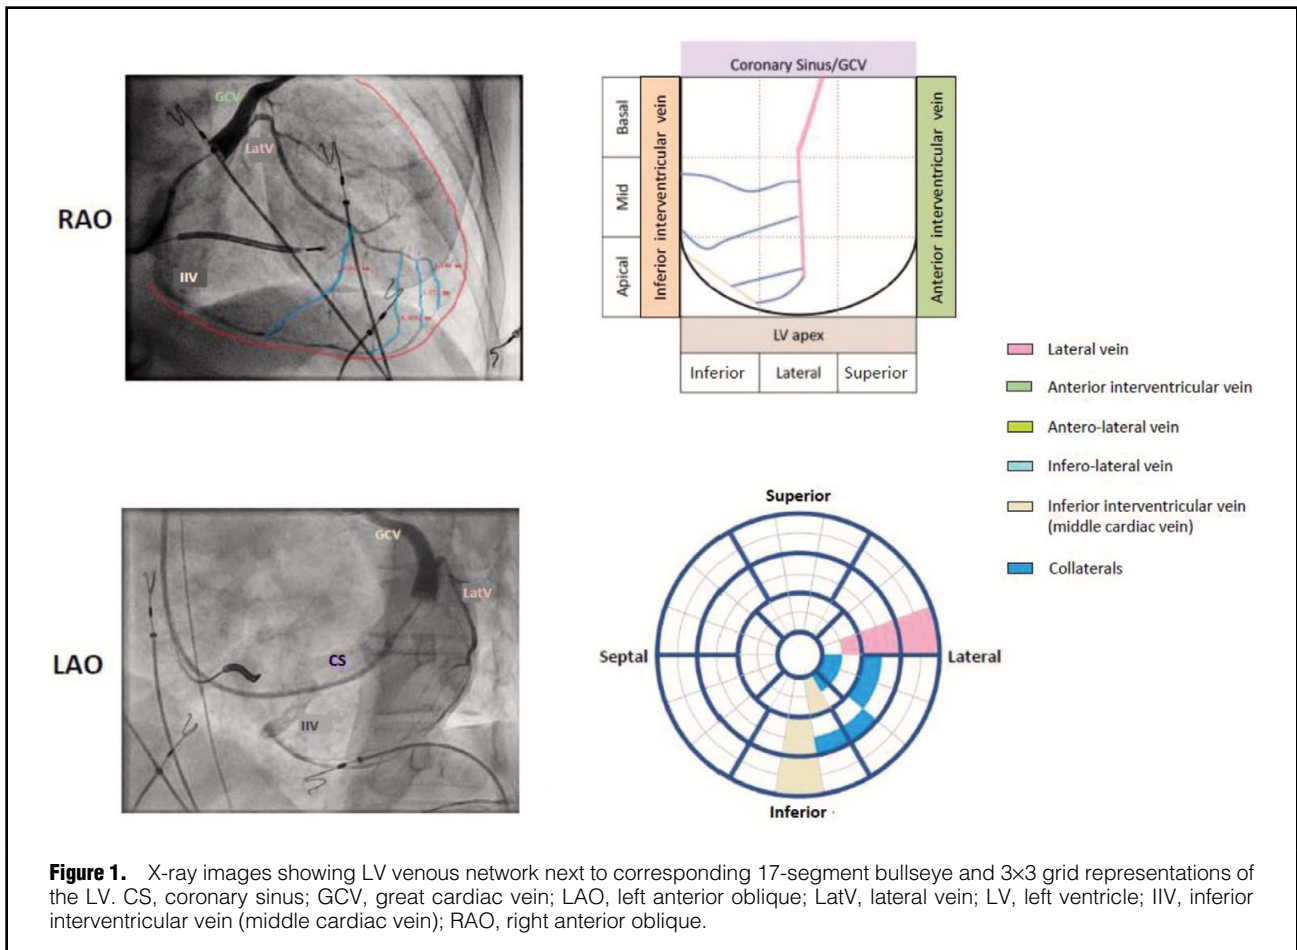 RAO
GCV
LatV
IIV
Coronary Sinus/GCV
Basal
Mid
Apical
Inferior interventricular vein
Anterior interventricular vein
LV apex
Inferior
Lateral
Superior
Lateral vein
Anterior interventricular vein
Antero-lateral vein
Infero-lateral vein
Inferior interventricular vein
(middle cardiac vein)
Collaterals
LAO
GCV
LatV
CS
IIV
Superior
Septal
Lateral
Inferior
Figure 1. X-ray images showing LV venous network next to corresponding 17-segment bullseye and 3×3 grid representations of
the LV. CS, coronary sinus; GCV, great cardiac vein; LAO, left anterior oblique; LatV, lateral vein; LV, left ventricle; IIV, inferior
interventricular vein (middle cardiac vein); RAO, right anterior oblique.